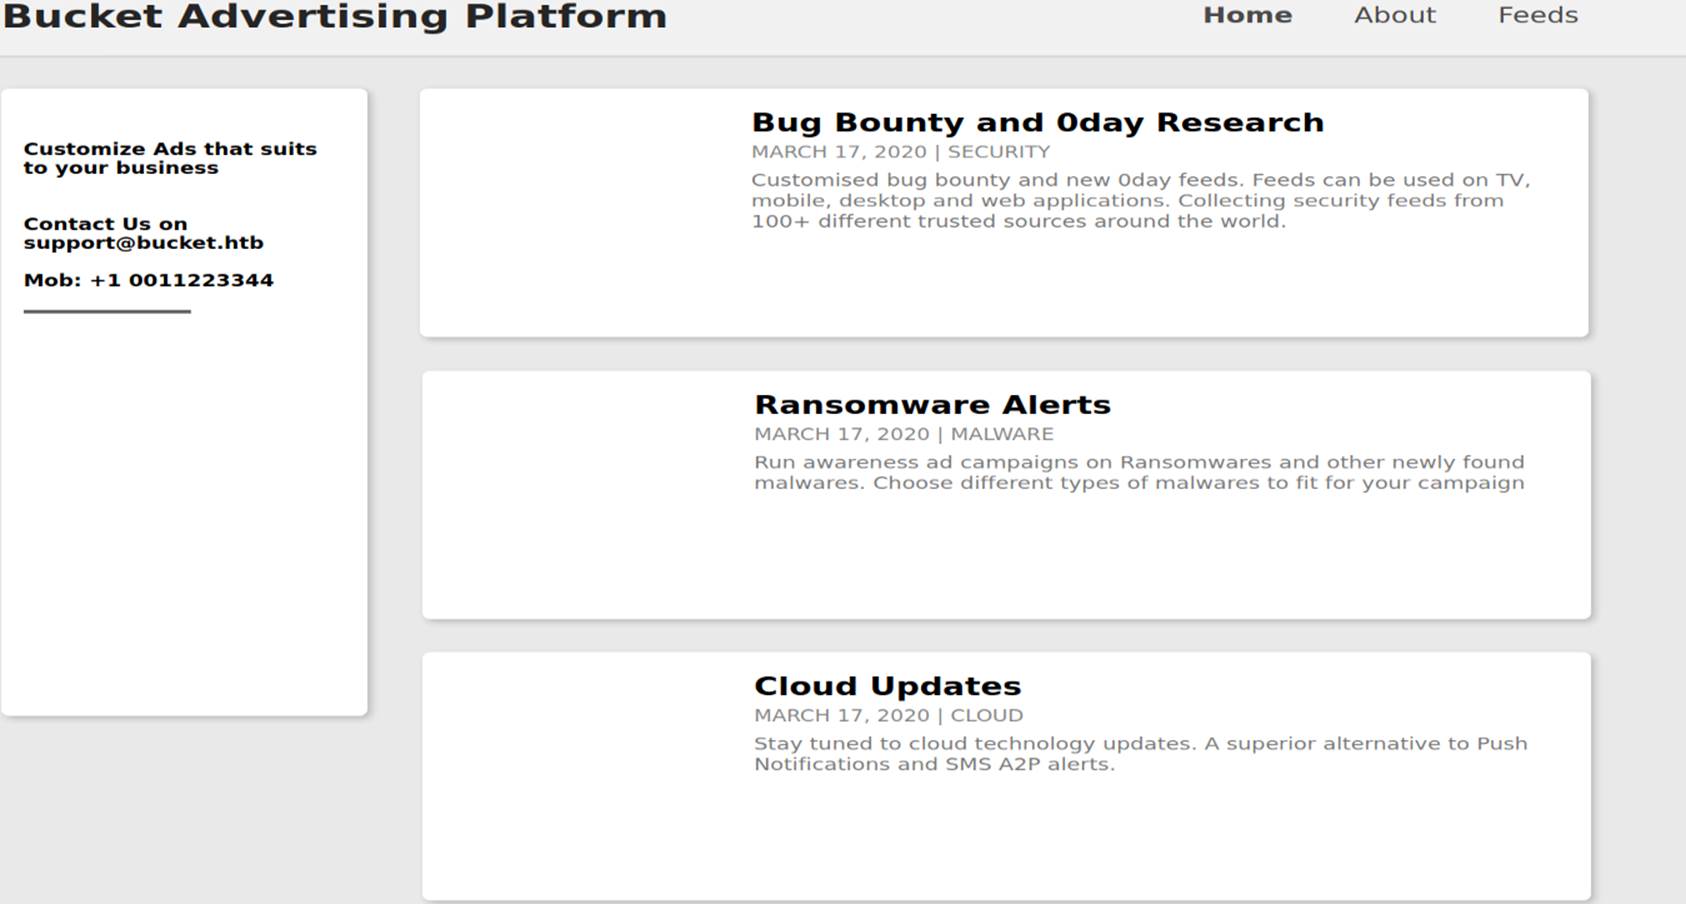 Bucket Advertising Platform
Home About Feeds
Customize Ads that suits
to your business
Contact Us on
support@bucket.htb
Mob: +1 0011223344
Bug Bounty and 0day Research
MARCH 17, 2020 | SECURITY
Customised bug bounty and new 0day feeds. Feeds can be used on TV,
mobile, desktop and web applications. Collecting security feeds from
100+ different trusted sources around the world.
Ransomware Alerts
MARCH 17, 2020 | MALWARE
Run awareness ad campaigns on Ransomwares and other newly found
malwares. Choose different types of malwares to fit for your campaign
Cloud Updates
MARCH 17, 2020 | CLOUD
Stay tuned to cloud technology updates. A superior alternative to Push
Notifications and SMS A2P alerts.